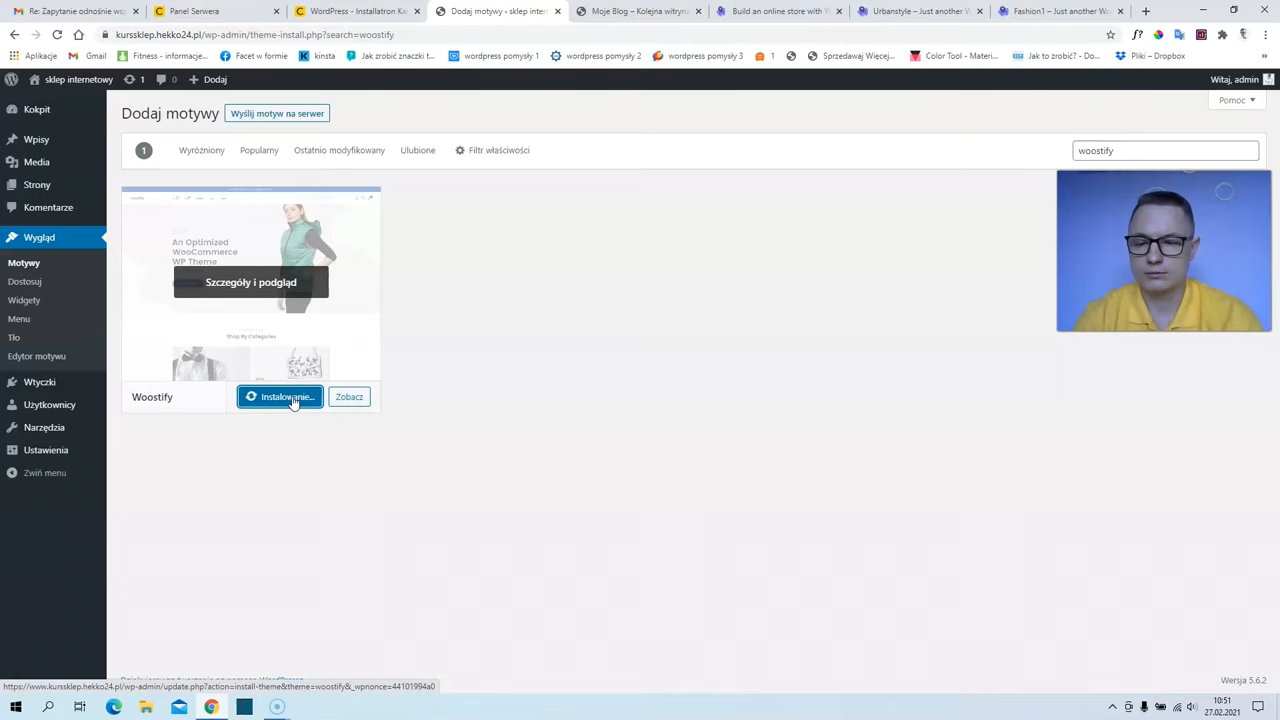 Re: Zapytanie odnośnie wsp
Panel Servera
WordPress - Installatron
Dodaj motywy ‹ sklep intern
Moje Blog – Kolejna witryna
Build an online store with W
Urbanstyle – Just another W
Fashion 1 – Just another Wo
kurssklep.hekko24.pl/wp-admin/theme-install.php?search=woostify
Aplikacje
Gmail
Fitness - informacj...
Facet w formie
kinsta
Jak zrobić znaczki t...
wordpress pomysły 1
wordpress pomysły 2
wordpress pomysły 3
1
Sprzedawaj Więcej,...
Color Tool - Materi...
Jak to zrobić? - Do...
Pliki – Dropbox
sklep internetowy
1
0
Dodaj
Witaj, admin
Kokpit
Wpisy
Media
Strony
Komentarze
Wygląd
Motywy
Dostosuj
Widgety
Menu
Tło
Edytor motywu
Wtyczki
Użytkownicy
Narzędzia
Ustawienia
Zwiń menu
Dodaj motywy
Wyślij motyw na serwer
Pomoc
1
Wyróżniony
Popularny
Ostatnio modyfikowany
Ulubione
Filtr właściwości
woostify
An Optimized
WooCommerce
WP Theme
Szczegóły i podgląd
Shop By Categories
Woostify
Instalowanie...
Zobacz
https://www.kurssklep.hekko24.pl/wp-admin/update.php?action=install-theme&theme=woostify&_wpnonce=44101994a0
Wersja 5.6.2
10:51
27.02.2021